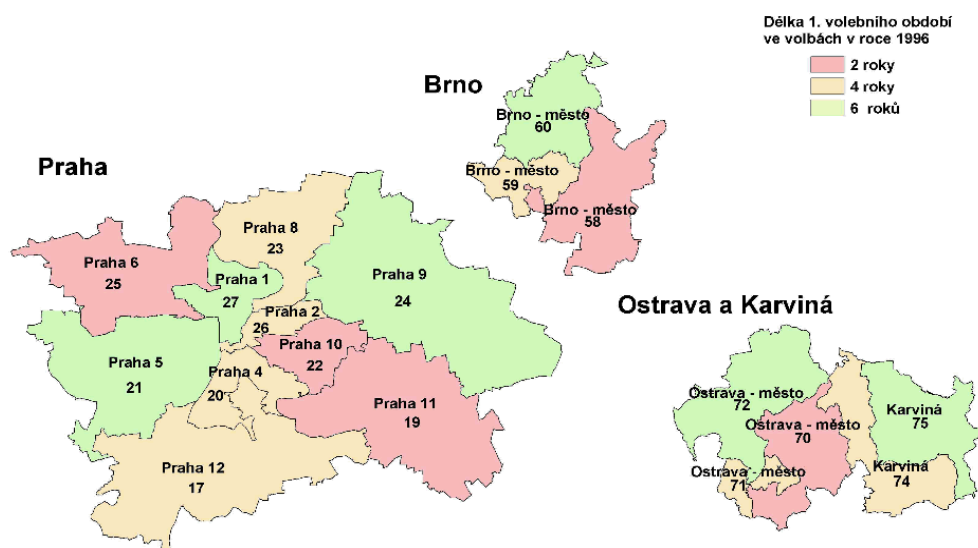 Délka 1. volebního období
ve volbách v roce 1996
2 roky
4 roky
6 roků
Brno
Brno - město
60
Brno - město
59
Brno - město
58
Praha
Praha 8
23
Praha 6
25
Praha 1
27
Praha 9
24
Praha 2
26
Praha 10
22
Praha 5
21
Praha 4
20
Praha 11
19
Praha 12
17
Ostrava a Karviná
Ostrava - město
72
Karviná
75
Ostrava - město
70
Ostrava - město
71
Karviná
74